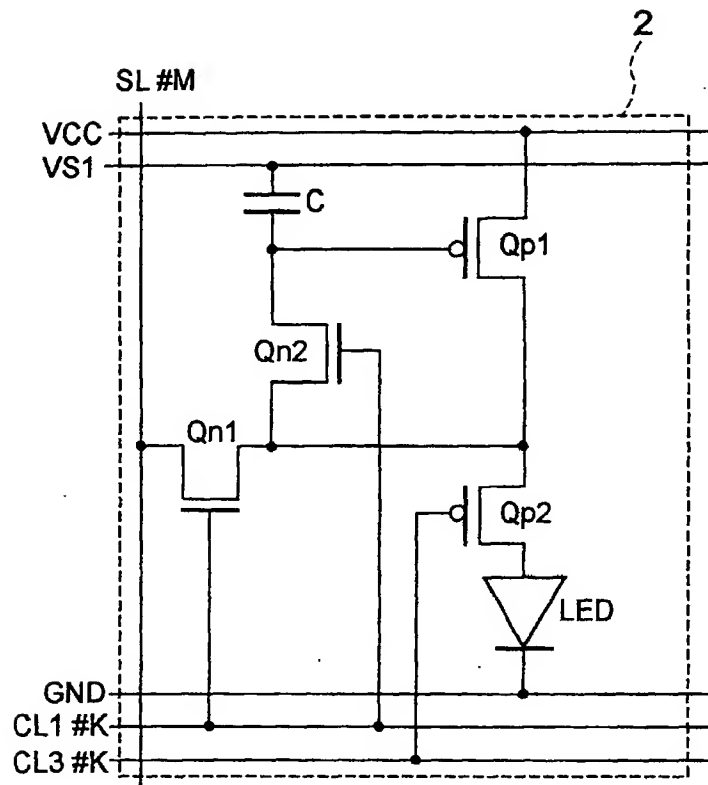 2
SL #M
VCC
VS1
C
Qp1
Qn2
Qn1
Qp2
LED
GND
CL1 #K
CL3 #K